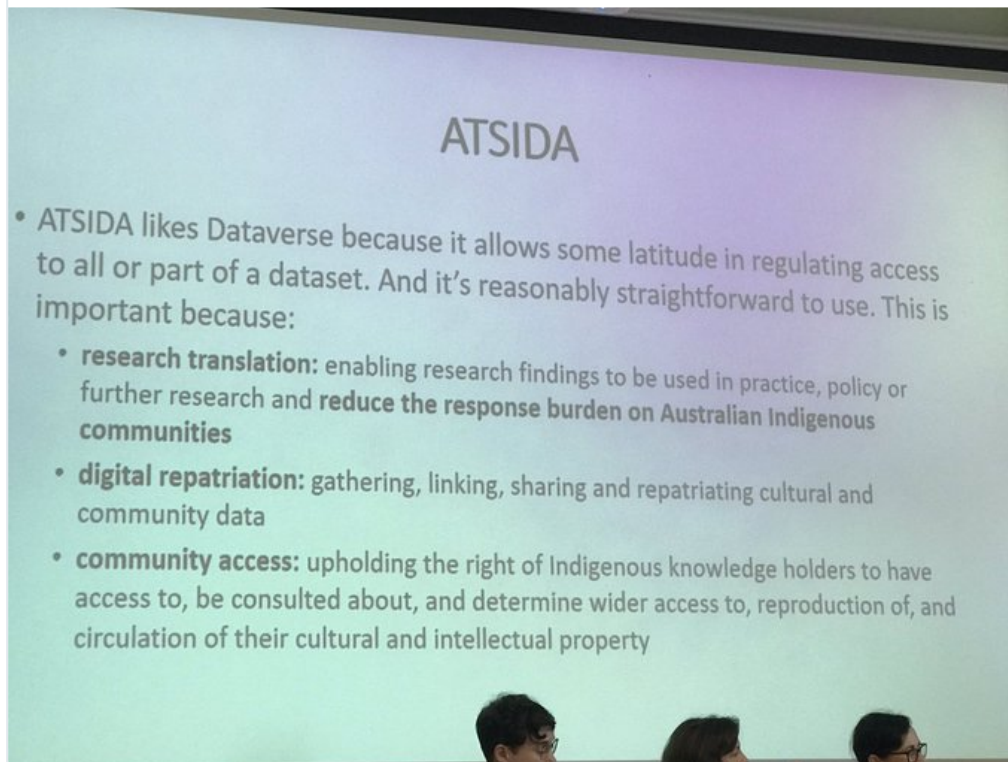 ATSIDA
• ATSIDA likes Dataverse because it allows some latitude in regulating access
to all or part of a dataset. And it's reasonably straightforward to use. This is
important because:
• research translation: enabling research findings to be used in practice, policy or
further research and reduce the response burden on Australian Indigenous
communities
• digital repatriation: gathering, linking, sharing and repatriating cultural and
community data
• community access: upholding the right of Indigenous knowledge holders to have
access to, be consulted about, and determine wider access to, reproduction of, and
circulation of their cultural and intellectual property